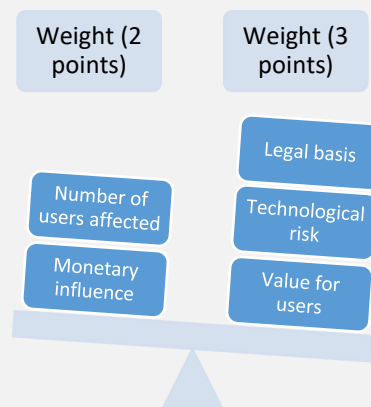 Weight (2
points)
Weight (3
points)
Number of
users affected
Monetary
influence
Legal basis
Technological
risk
Value for
users